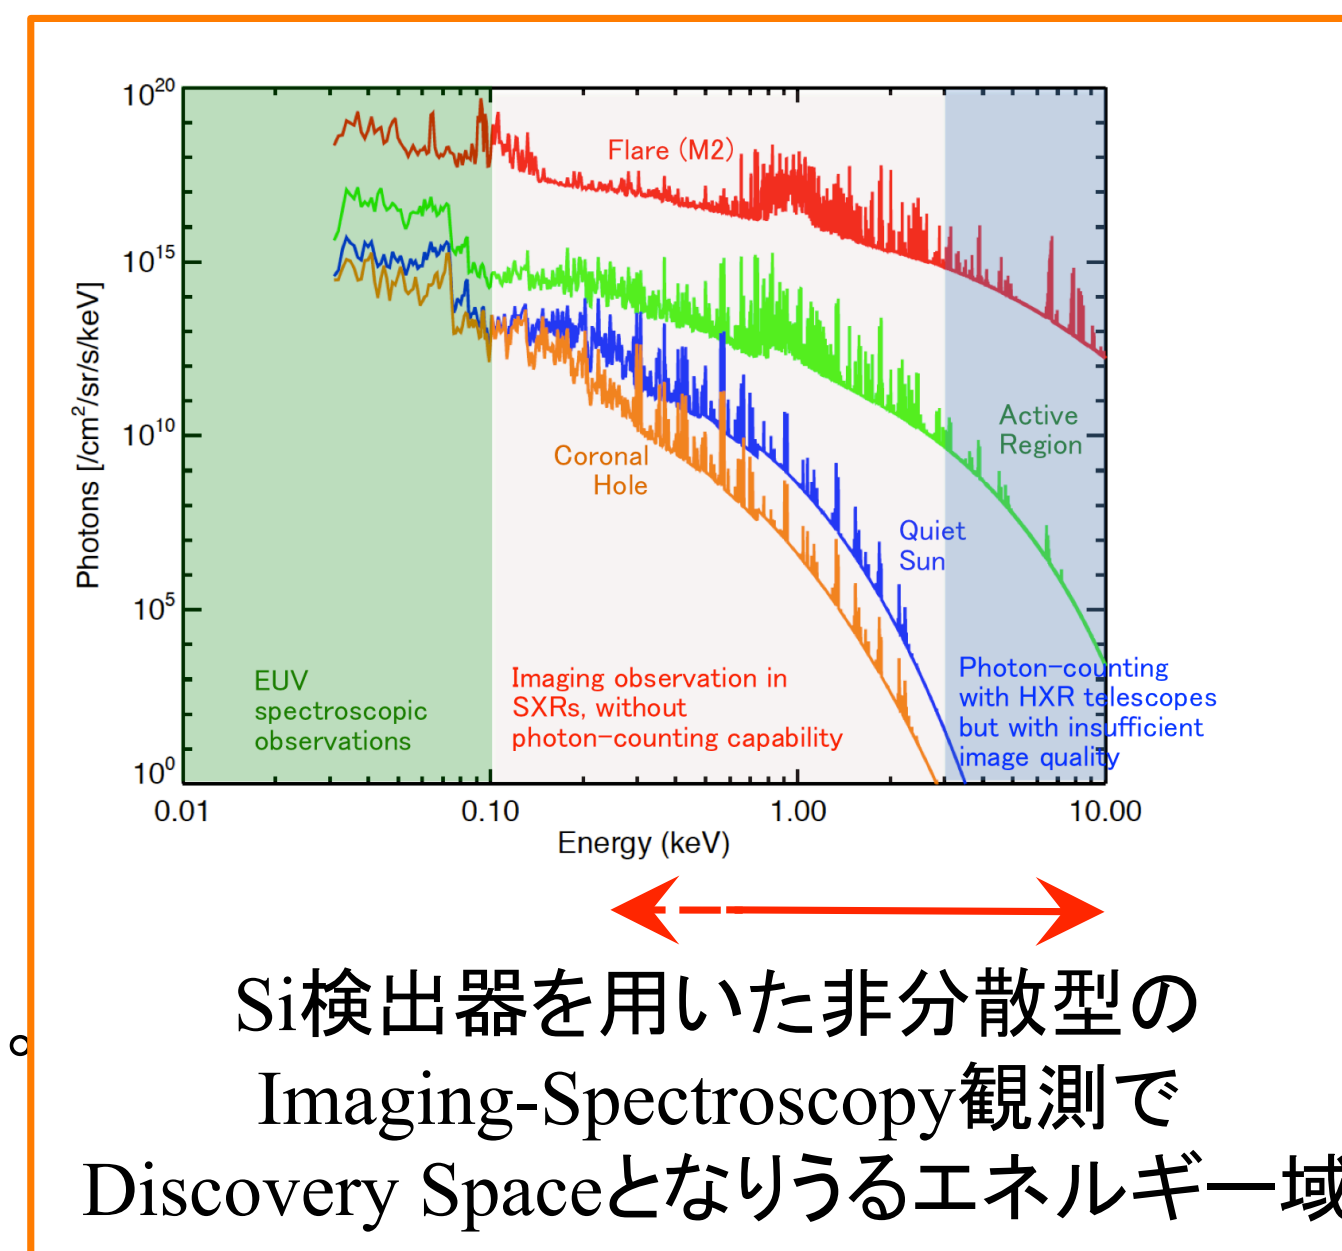 10^20
Flare (M2)
10^15
Photons [/cm^2/sr/s/keV]
Active
Region
10^10
Coronal
Hole
Quiet
Sun
10^5
EUV
spectroscopic
observations
Imaging observation in
SXRs, without
photon-counting capability
Photon-counting
with HXR telescopes
but with insufficient
image quality
10^0
0.01 0.10 1.00 10.00
Energy (keV)
Si検出器を用いた非分散型の
。
Imaging-Spectroscopy観測で
Discovery Spaceとなりうるエネルギー域